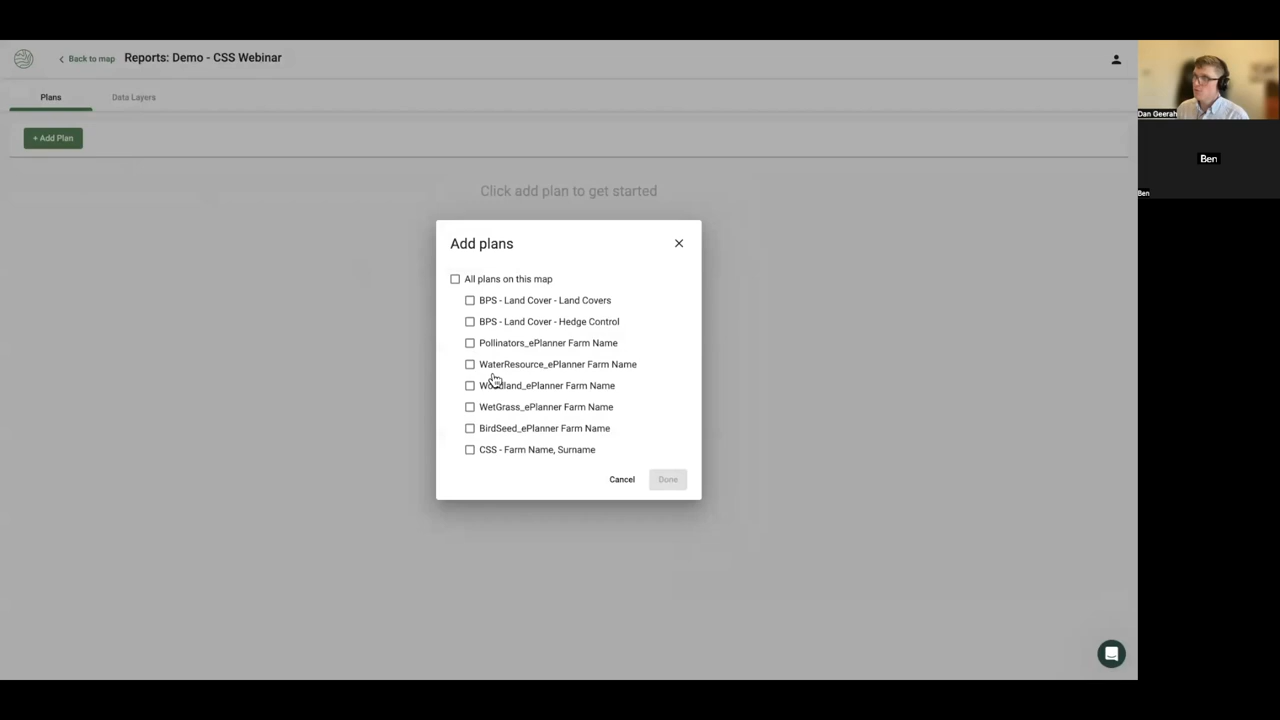 Back to map
Reports: Demo - CSS Webinar
Plans
Data Layers
+ Add Plan
Click add plan to get started
Add plans
All plans on this map
BPS - Land Cover - Land Covers
BPS - Land Cover - Hedge Control
Pollinators_ePlanner Farm Name
WaterResource_ePlanner Farm Name
Woodland_ePlanner Farm Name
WetGrass_ePlanner Farm Name
BirdSeed_ePlanner Farm Name
CSS - Farm Name, Surname
Cancel
Done
Dan Geerah
Ben
Ben